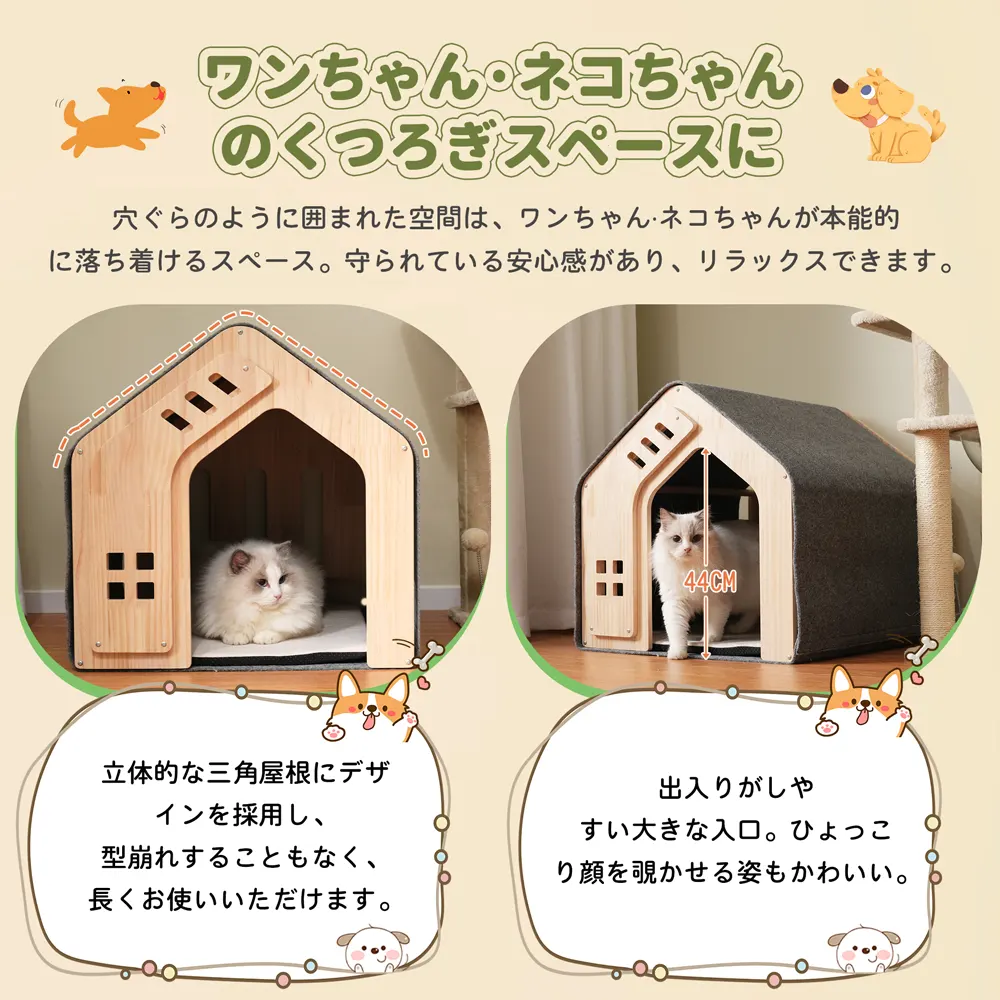 ワンちゃん・ネコちゃん
のくつろぎスペースに
穴ぐらのように囲まれた空間は、ワンちゃん·ネコちゃんが本能的
に落ち着けるスペース。守られている安心感があり、リラックスできます。
44CM
立体的な三角屋根にデザ
インを採用し、
型崩れすることもなく、
長くお使いいただけます。
出入りがしや
すい大きな入口。ひょっこ
り顔を覗かせる姿もかわいい。